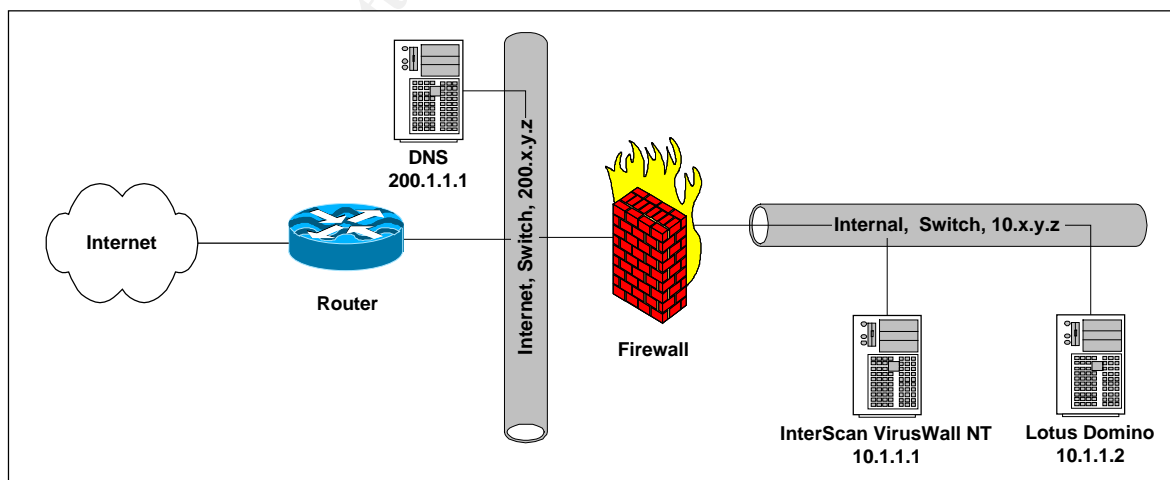 DNS
200.1.1.1
Internet, Switch, 200.x.y.z
Internet
Router
Firewall
Internal, Switch, 10.x.y.z
InterScan VirusWall NT
10.1.1.1
Lotus Domino
10.1.1.2